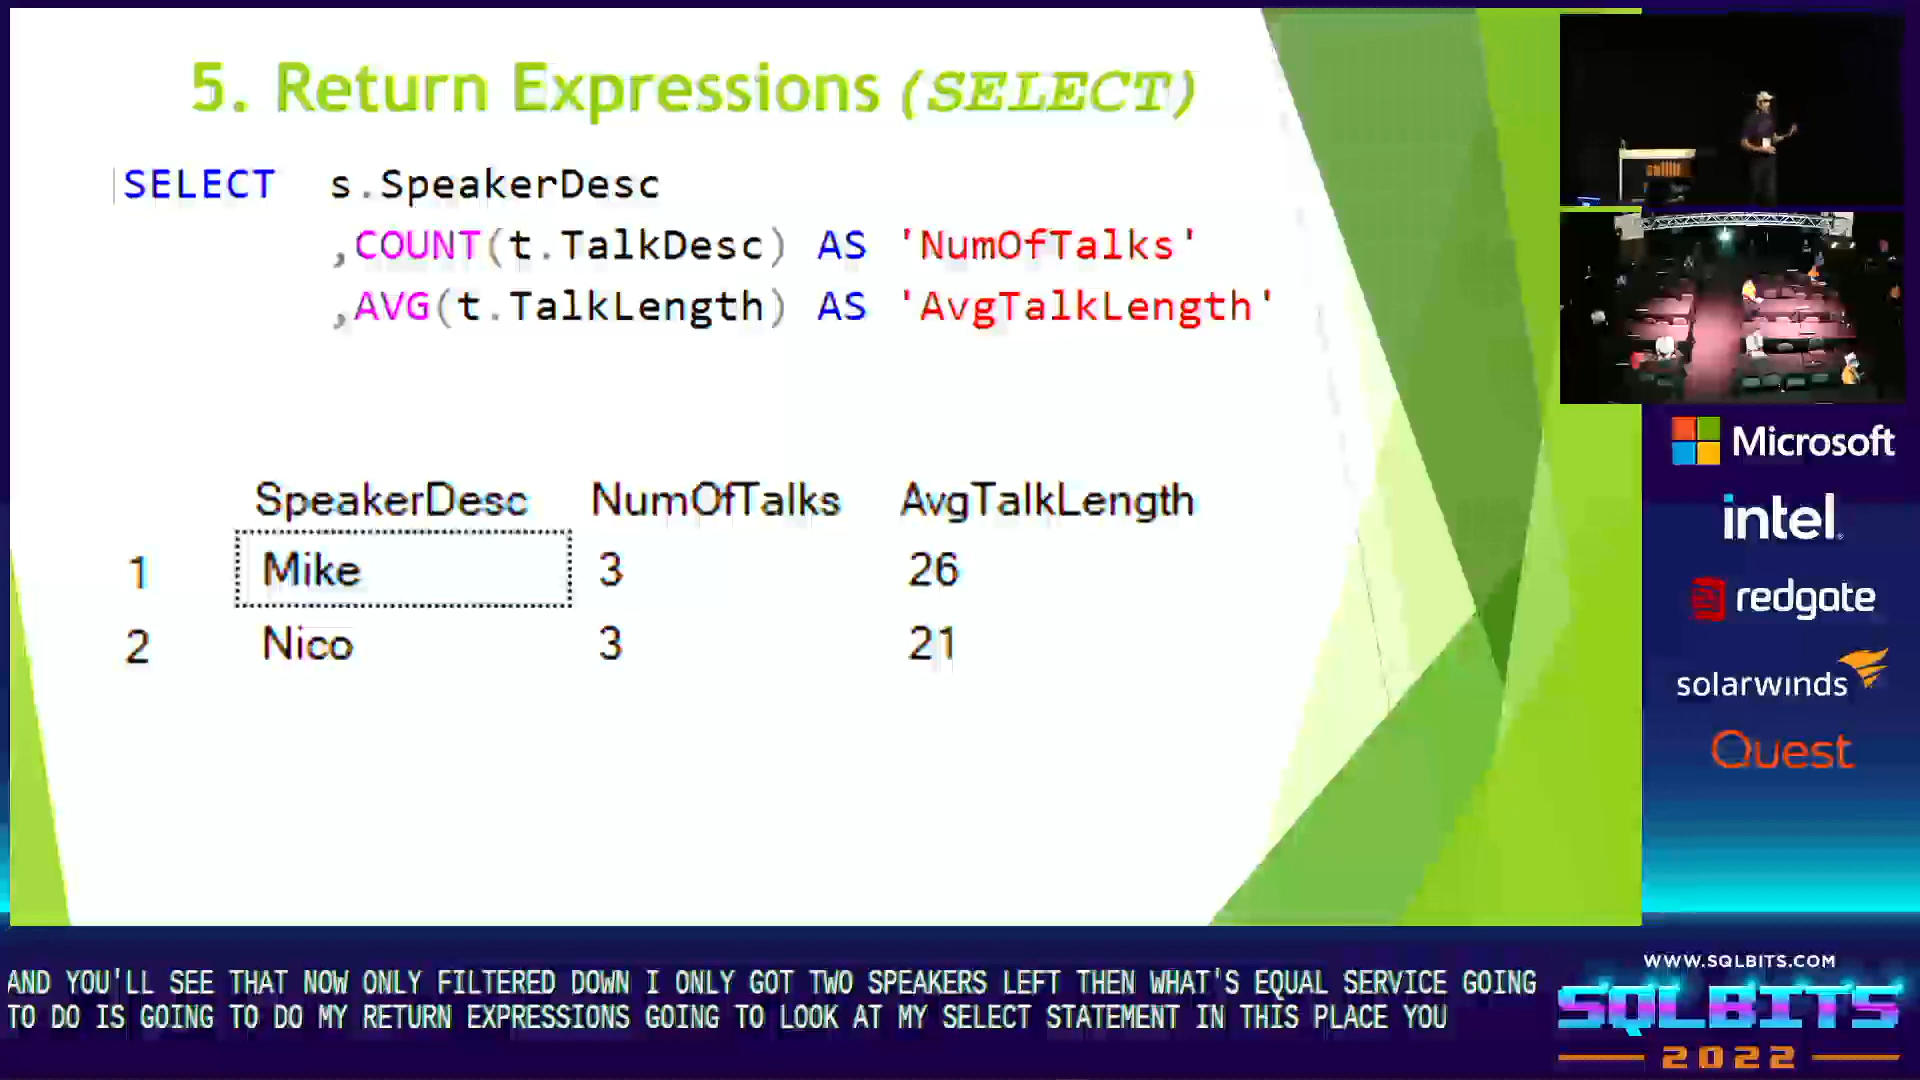 5. Return Expressions (SELECT)
SELECT s.SpeakerDesc
,COUNT(t.TalkDesc) AS 'NumOfTalks'
,AVG(t.TalkLength) AS 'AvgTalkLength'
SpeakerDesc NumOfTalks AvgTalkLength
1 Mike 3 26
2 Nico 3 21
Microsoft
intel.
redgate
solarwinds
Quest
AND YOU'LL SEE THAT NOW ONLY FILTERED DOWN I ONLY GOT TWO SPEAKERS LEFT THEN WHAT'S EQUAL SERVICE GOING
TO DO IS GOING TO DO MY RETURN EXPRESSIONS GOING TO LOOK AT MY SELECT STATEMENT IN THIS PLACE YOU
WWW.SQLBITS.COM
SQLBITS
2022